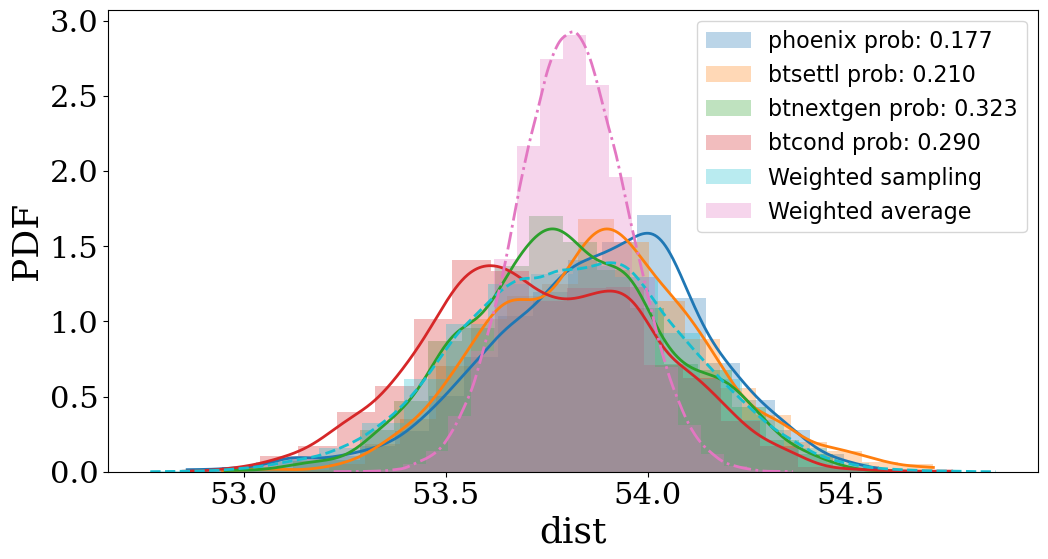 3.0
2.5
2.0
1.5
1.0
0.5
0.0
PDF
phoenix prob: 0.177
btsettl prob: 0.210
btnextgen prob: 0.323
btcond prob: 0.290
Weighted sampling
Weighted average
53.0 53.5 54.0 54.5
dist